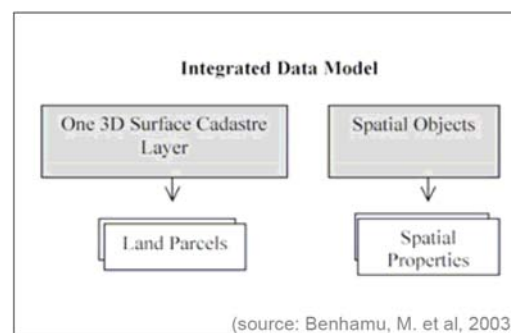 Integrated Data Model
One 3D Surface Cadastre
Layer
Spatial Objects
Land Parcels
Spatial
Properties
(source: Benhamu, M. et al, 2003